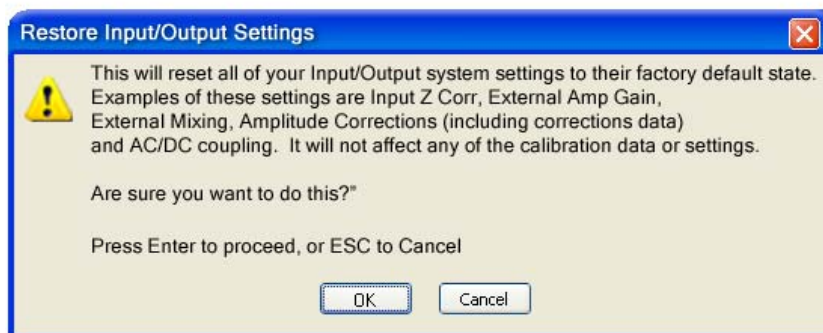 Restore Input/Output Settings
This will reset all of your Input/Output system settings to their factory default state.
Examples of these settings are Input Z Corr, External Amp Gain,
External Mixing, Amplitude Corrections (including corrections data)
and AC/DC coupling.  It will not affect any of the calibration data or settings.
Are sure you want to do this?”
Press Enter to proceed, or ESC to Cancel
OK
Cancel